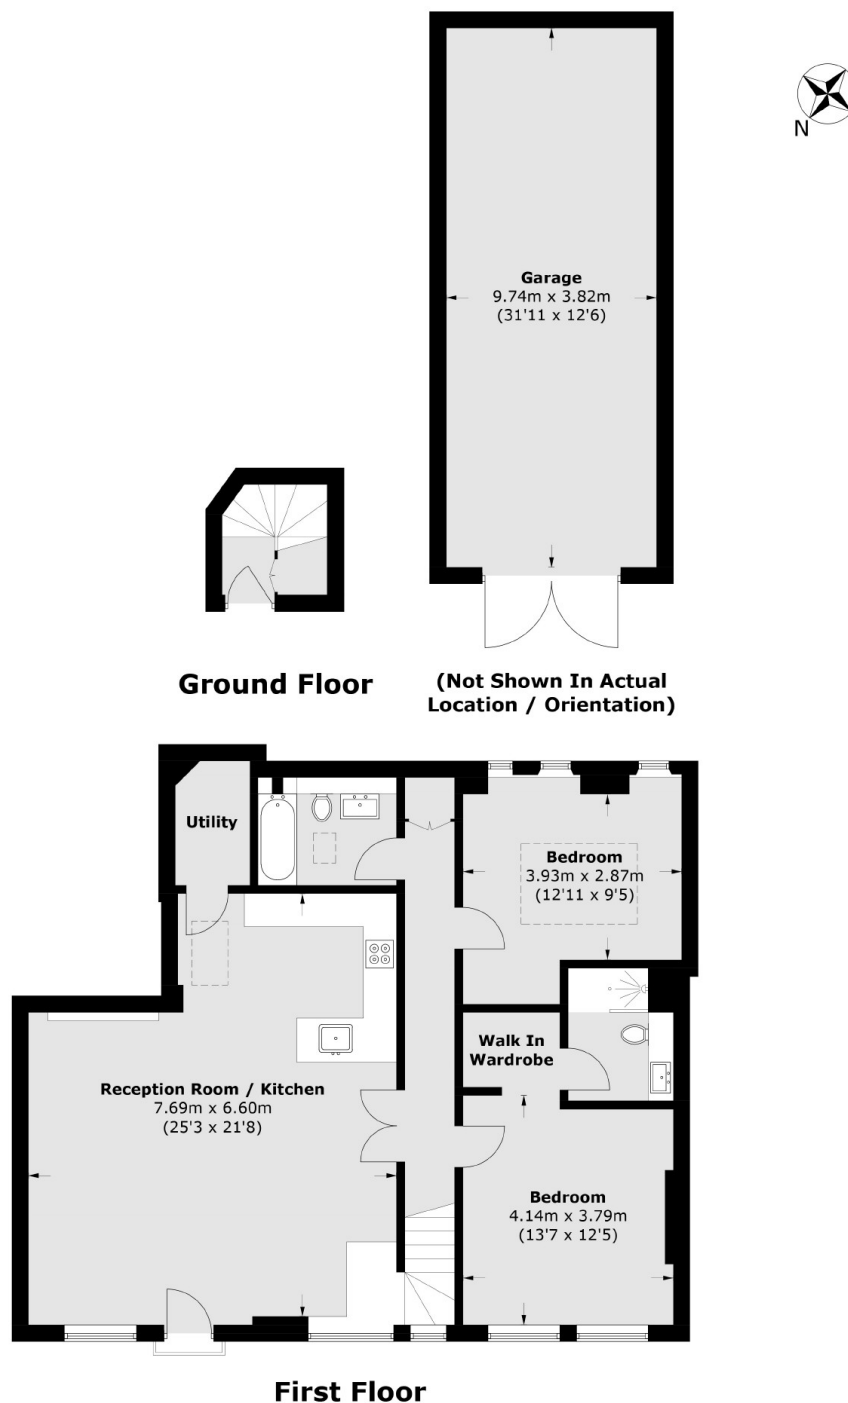 N
Garage
9.74m x 3.82m
(31'11 x 12'6)
Ground Floor
(Not Shown In Actual
Location / Orientation)
Utility
Bedroom
3.93m x 2.87m
(12'11 x 9'5)
Walk In
Wardrobe
Reception Room / Kitchen
7.69m x 6.60m
(25'3 x 21'8)
Bedroom
4.14m x 3.79m
(13'7 x 12'5)
First Floor